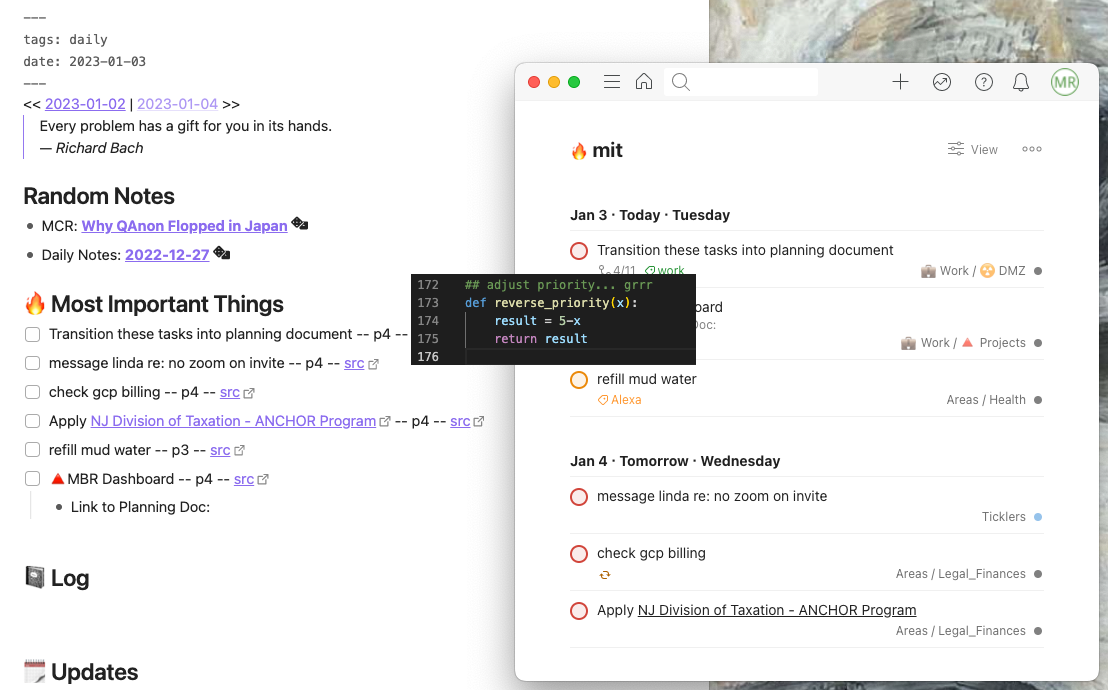 ---
tags: daily
date: 2023-01-03
---
<< 2023-01-02 | 2023-01-04 >>
Every problem has a gift for you in its hands.
— Richard Bach
Random Notes
• MCR: Why QAnon Flopped in Japan
• Daily Notes: 2022-12-27
🔥 Most Important Things
Transition these tasks into planning document -- p4 --
message linda re: no zoom on invite -- p4 -- src
check gcp billing -- p4 -- src
Apply NJ Division of Taxation - ANCHOR Program -- p4 -- src
refill mud water -- p3 -- src
🔺MBR Dashboard -- p4 -- src
• Link to Planning Doc:
Log
Updates
172 ## adjust priority... grrr
173 def reverse_priority(x):
174 result = 5-x
175 return result
176
MR
🔥 mit
View
Jan 3 · Today · Tuesday
Transition these tasks into planning document
4/11 work
Work / DMZ
oard
Doc:
Work / 🔺 Projects
refill mud water
Alexa
Areas / Health
Jan 4 · Tomorrow · Wednesday
message linda re: no zoom on invite
Ticklers
check gcp billing
Areas / Legal_Finances
Apply NJ Division of Taxation - ANCHOR Program
Areas / Legal_Finances